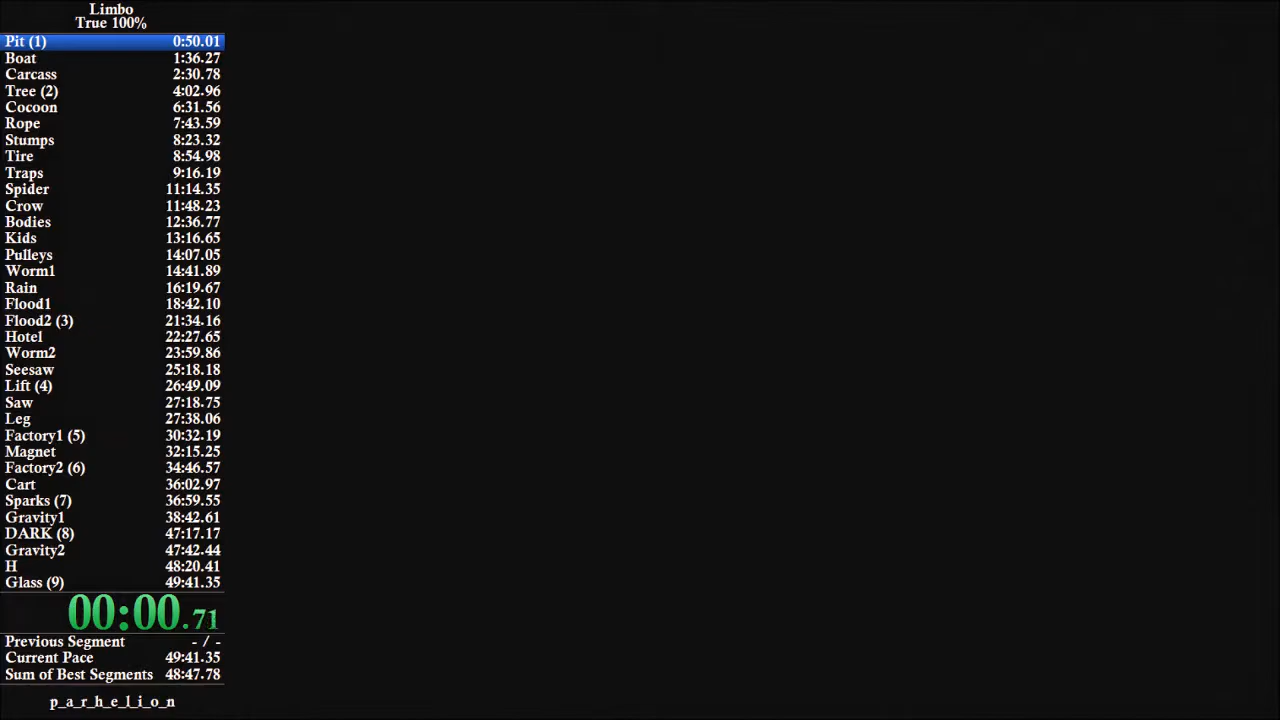 Limbo
True 100%
Pit (1) 0:50.01
Boat 1:36.27
Carcass 2:30.78
Tree (2) 4:02.96
Cocoon 6:31.56
Rope 7:43.59
Stumps 8:23.32
Tire 8:54.98
Traps 9:16.19
Spider 11:14.35
Crow 11:48.23
Bodies 12:36.77
Kids 13:16.65
Pulleys 14:07.05
Worm1 14:41.89
Rain 16:19.67
Flood1 18:42.10
Flood2 (3) 21:34.16
Hotel 22:27.65
Worm2 23:59.86
Seesaw 25:18.18
Lift (4) 26:49.09
Saw 27:18.75
Leg 27:38.06
Factory1 (5) 30:32.19
Magnet 32:15.25
Factory2 (6) 34:46.57
Cart 36:02.97
Sparks (7) 36:59.55
Gravity1 38:42.61
DARK (8) 47:17.17
Gravity2 47:42.44
H 48:20.41
Glass (9) 49:41.35
00:00.71
Previous Segment - / -
Current Pace 49:41.35
Sum of Best Segments 48:47.78
p_a_r_h_e_l_i_o_n